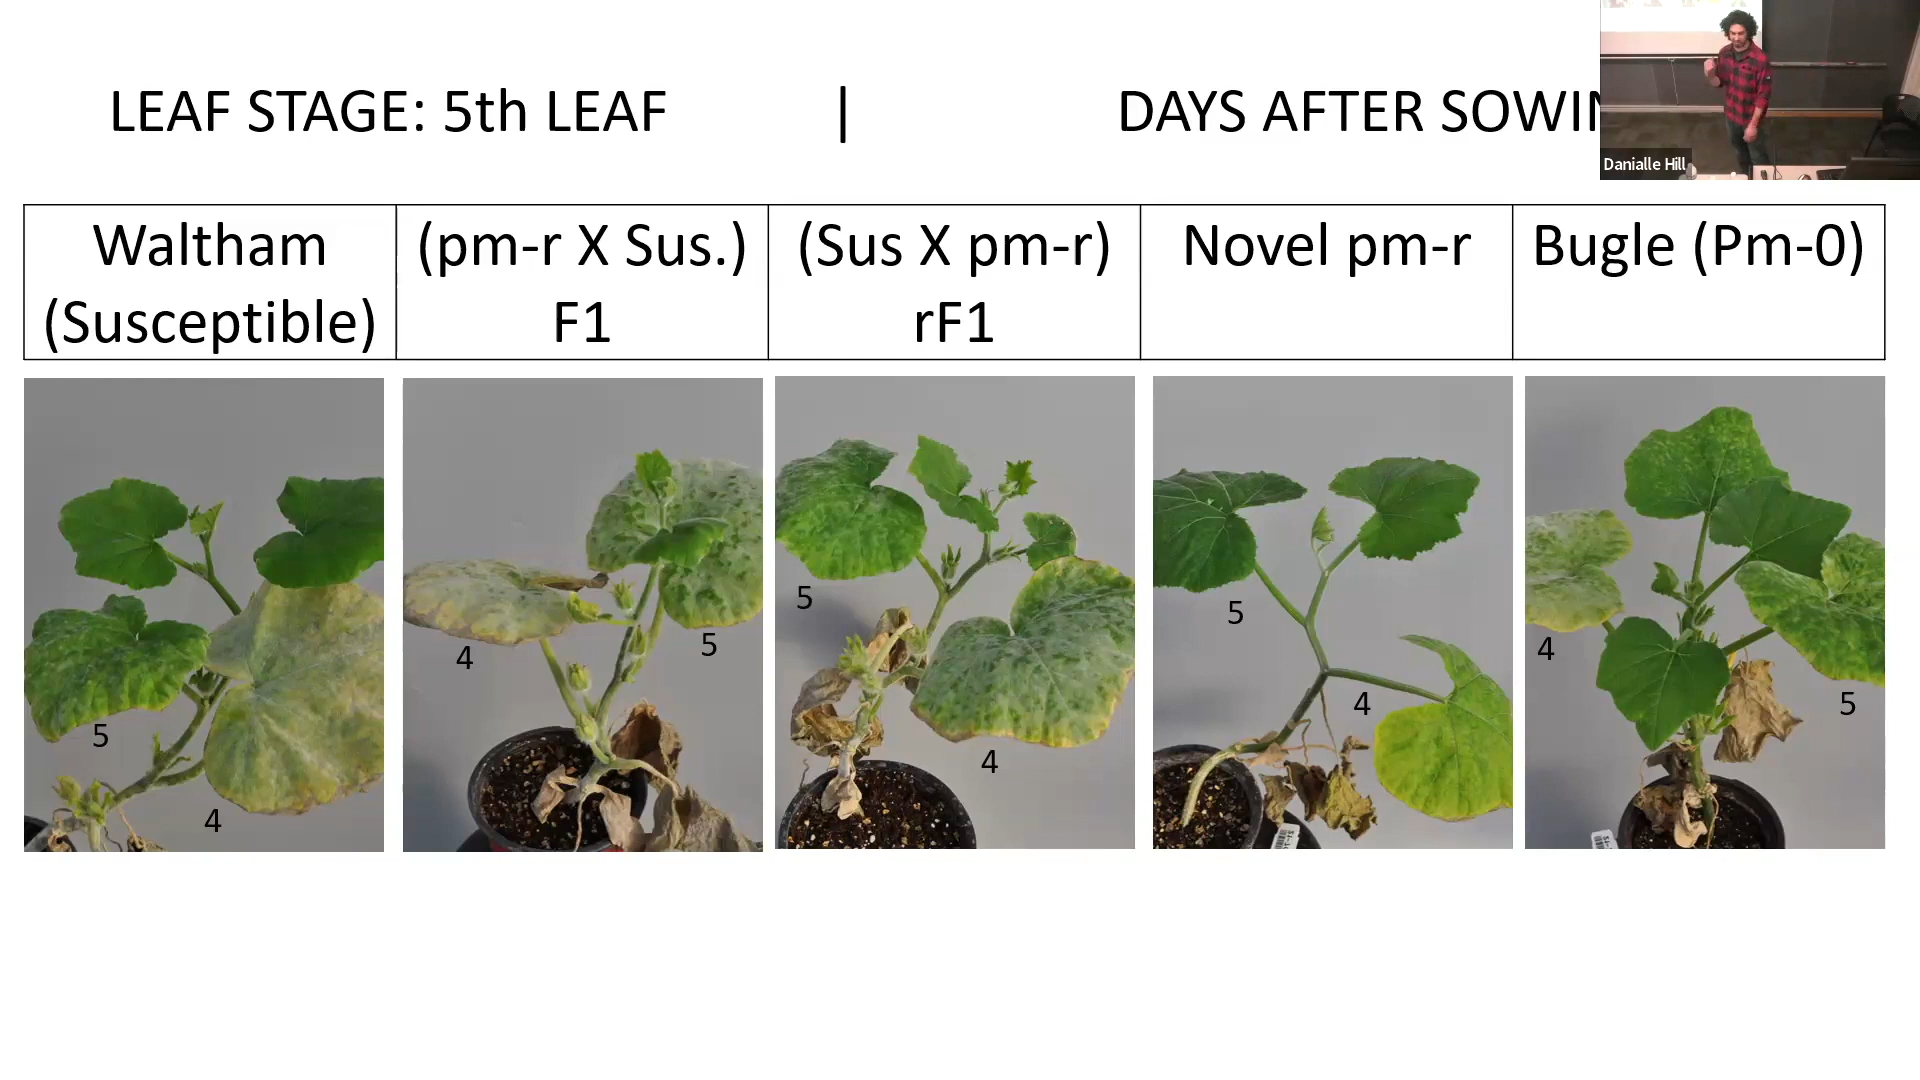 LEAF STAGE: 5th LEAF | DAYS AFTER
Danialle Hill
Waltham (Susceptible)
(pm-r X Sus.) F1
(Sus X pm-r) rF1
Novel pm-r
Bugle (Pm-0)
5
4
4
5
5
4
5
4
4
5